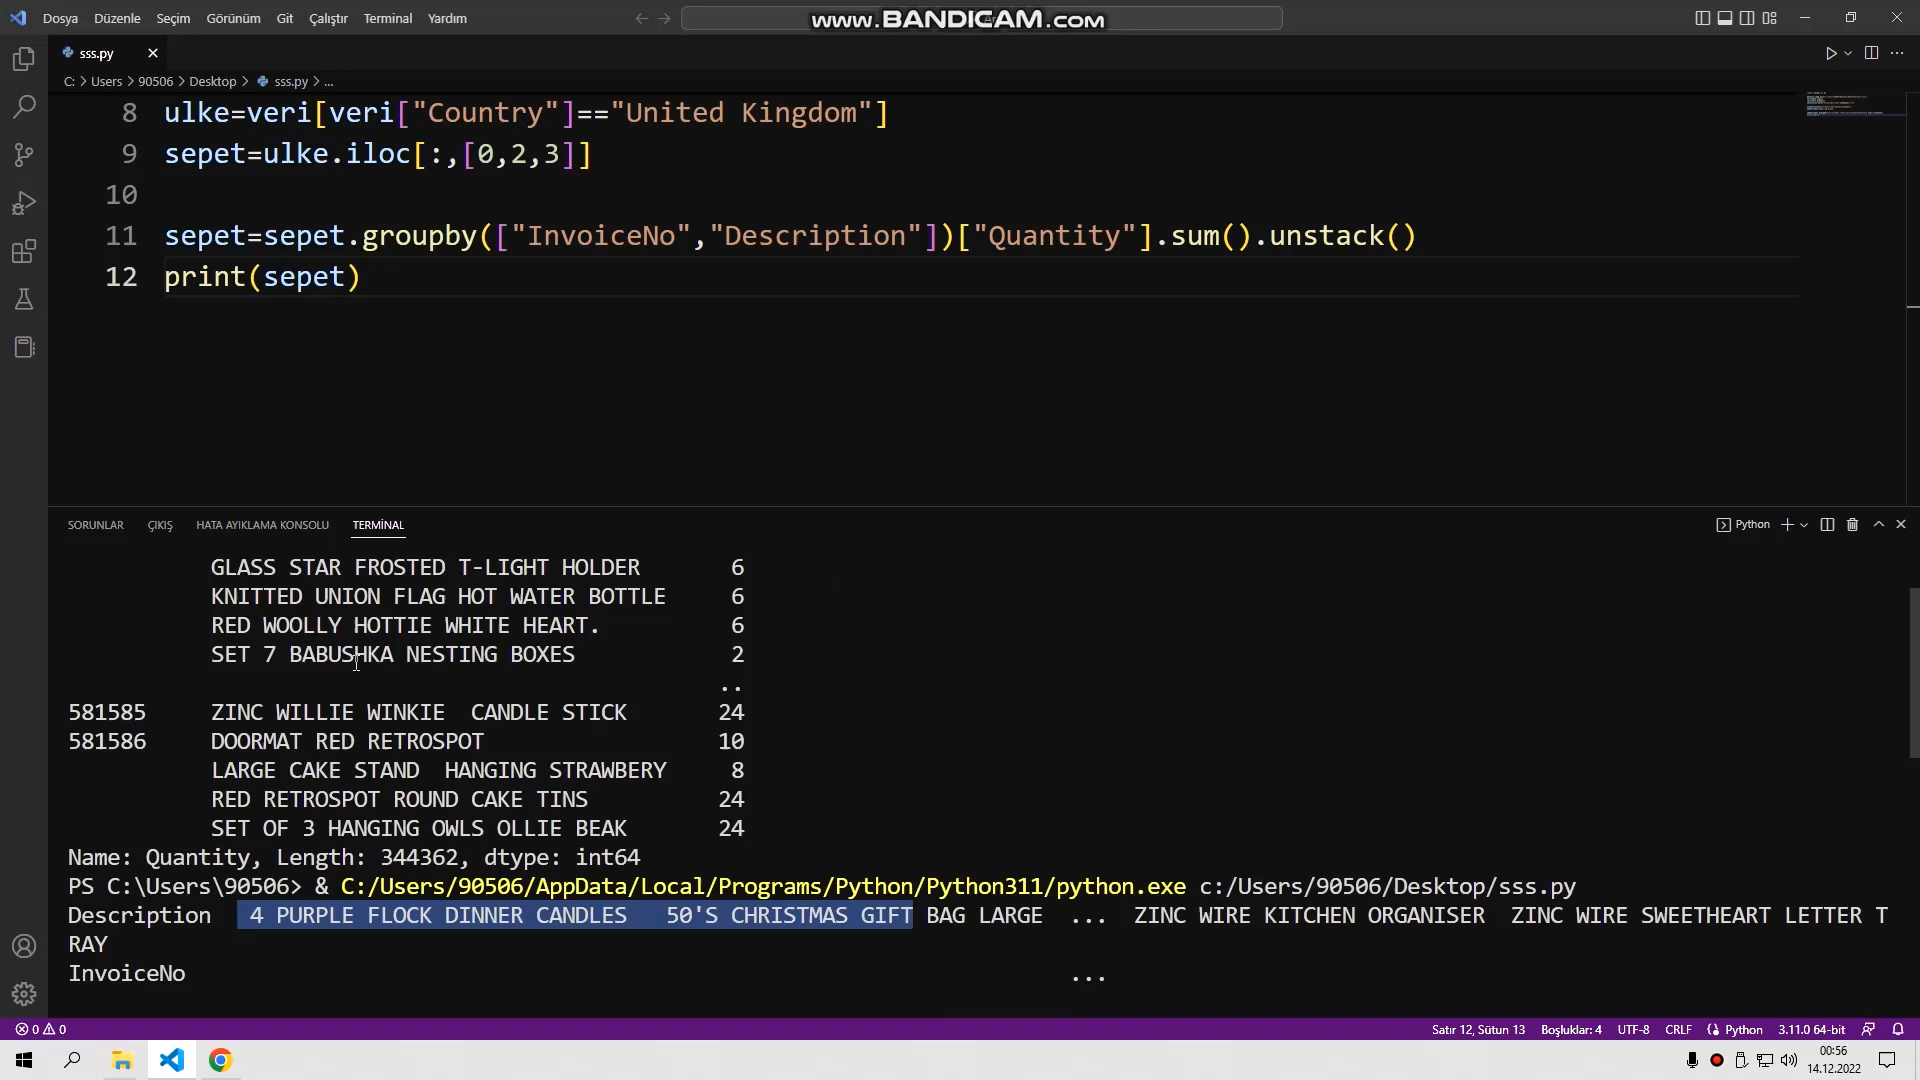 Dosya Düzenle Seçim Görünüm Git Çalıştır Terminal Yardım
www.BANDICAM.com
sss.py
C: > Users > 90506 > Desktop > sss.py > ...
8 ulke=veri[veri["Country"]=="United Kingdom"]
9 sepet=ulke.iloc[:,[0,2,3]]
10
11 sepet=sepet.groupby(["InvoiceNo","Description"])["Quantity"].sum().unstack()
12 print(sepet)
SORUNLAR ÇIKIŞ HATA AYIKLAMA KONSOLU TERMİNAL
Python
GLASS STAR FROSTED T-LIGHT HOLDER 6
KNITTED UNION FLAG HOT WATER BOTTLE 6
RED WOOLLY HOTTIE WHITE HEART. 6
SET 7 BABUSHKA NESTING BOXES 2
..
581585 ZINC WILLIE WINKIE  CANDLE STICK 24
581586 DOORMAT RED RETROSPOT 10
LARGE CAKE STAND  HANGING STRAWBERY 8
RED RETROSPOT ROUND CAKE TINS 24
SET OF 3 HANGING OWLS OLLIE BEAK 24
Name: Quantity, Length: 344362, dtype: int64
PS C:\Users\90506> & C:/Users/90506/AppData/Local/Programs/Python/Python311/python.exe c:/Users/90506/Desktop/sss.py
Description 4 PURPLE FLOCK DINNER CANDLES 50'S CHRISTMAS GIFT BAG LARGE ... ZINC WIRE KITCHEN ORGANISER ZINC WIRE SWEETHEART LETTER T
RAY
InvoiceNo ...
0 0
Satır 12, Sütun 13 Boşluklar: 4 UTF-8 CRLF Python 3.11.0 64-bit
00:56
14.12.2022